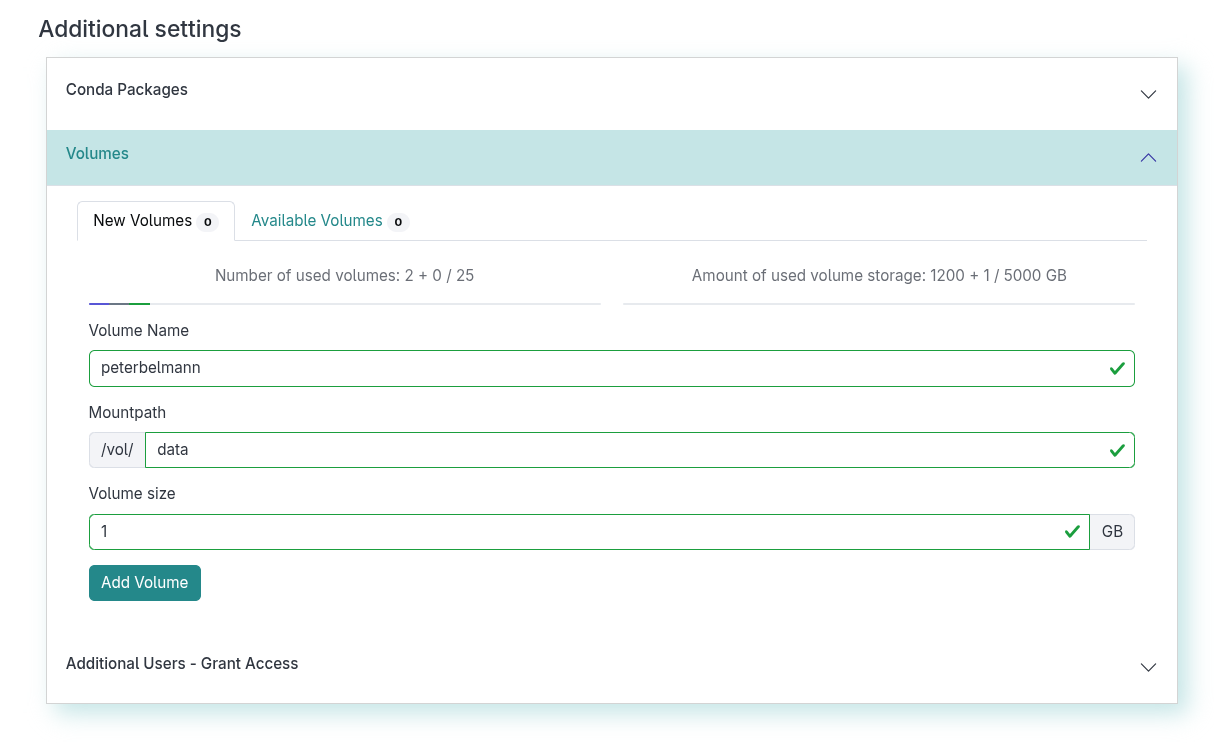 Additional settings
Conda Packages
Volumes
New Volumes 0 Available Volumes 0
Number of used volumes: 2 + 0 / 25 Amount of used volume storage: 1200 + 1 / 5000 GB
Volume Name
peterbelmann
Mountpath
/vol/ data
Volume size
1 GB
Add Volume
Additional Users - Grant Access